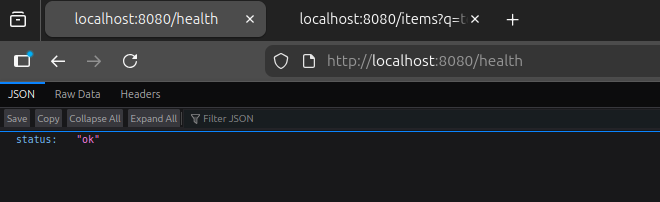 localhost:8080/health localhost:8080/items?q=t
http://localhost:8080/health
JSON Raw Data Headers
Save Copy Collapse All Expand All Filter JSON
status: "ok"